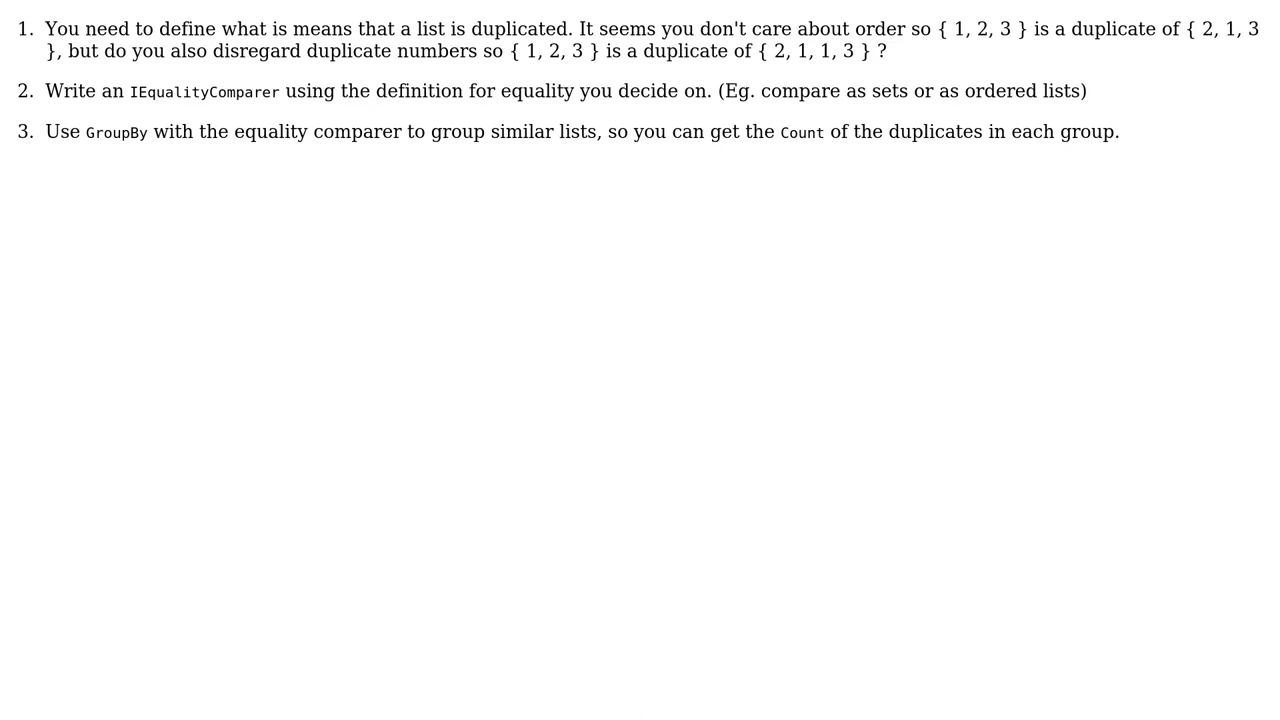 1. You need to define what is means that a list is duplicated. It seems you don't care about order so { 1, 2, 3 } is a duplicate of { 2, 1, 3
}, but do you also disregard duplicate numbers so { 1, 2, 3 } is a duplicate of { 2, 1, 1, 3 } ?
2. Write an IEqualityComparer using the definition for equality you decide on. (Eg. compare as sets or as ordered lists)
3. Use GroupBy with the equality comparer to group similar lists, so you can get the Count of the duplicates in each group.